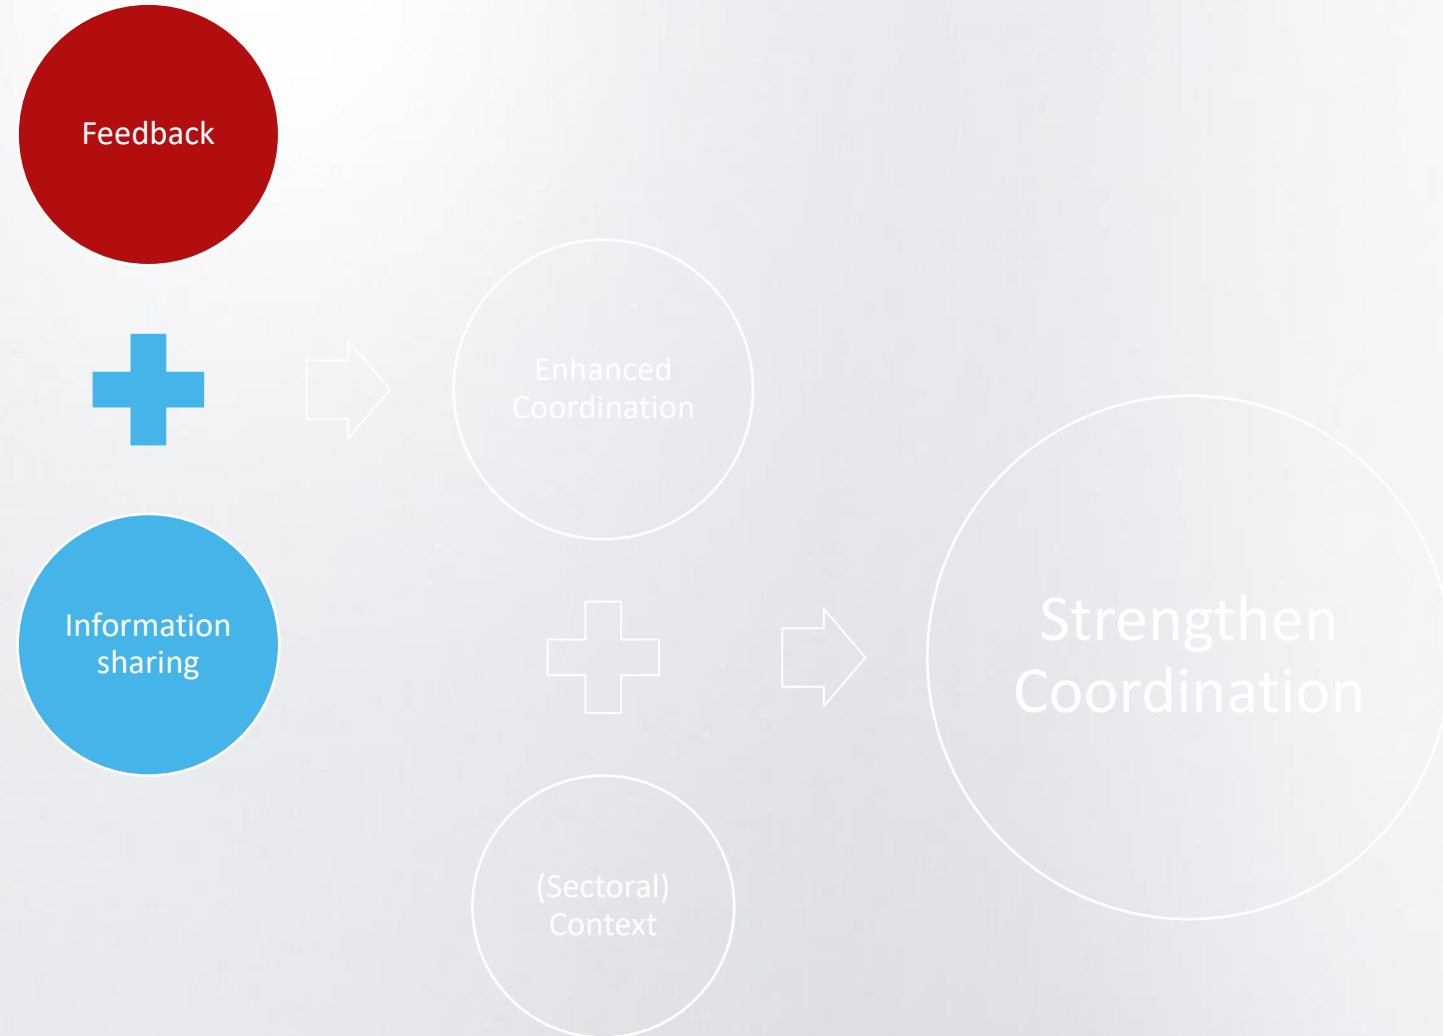 Feedback
Information
sharing
Enhanced
Coordination
(Sectoral)
Context
Strengthen
Coordination